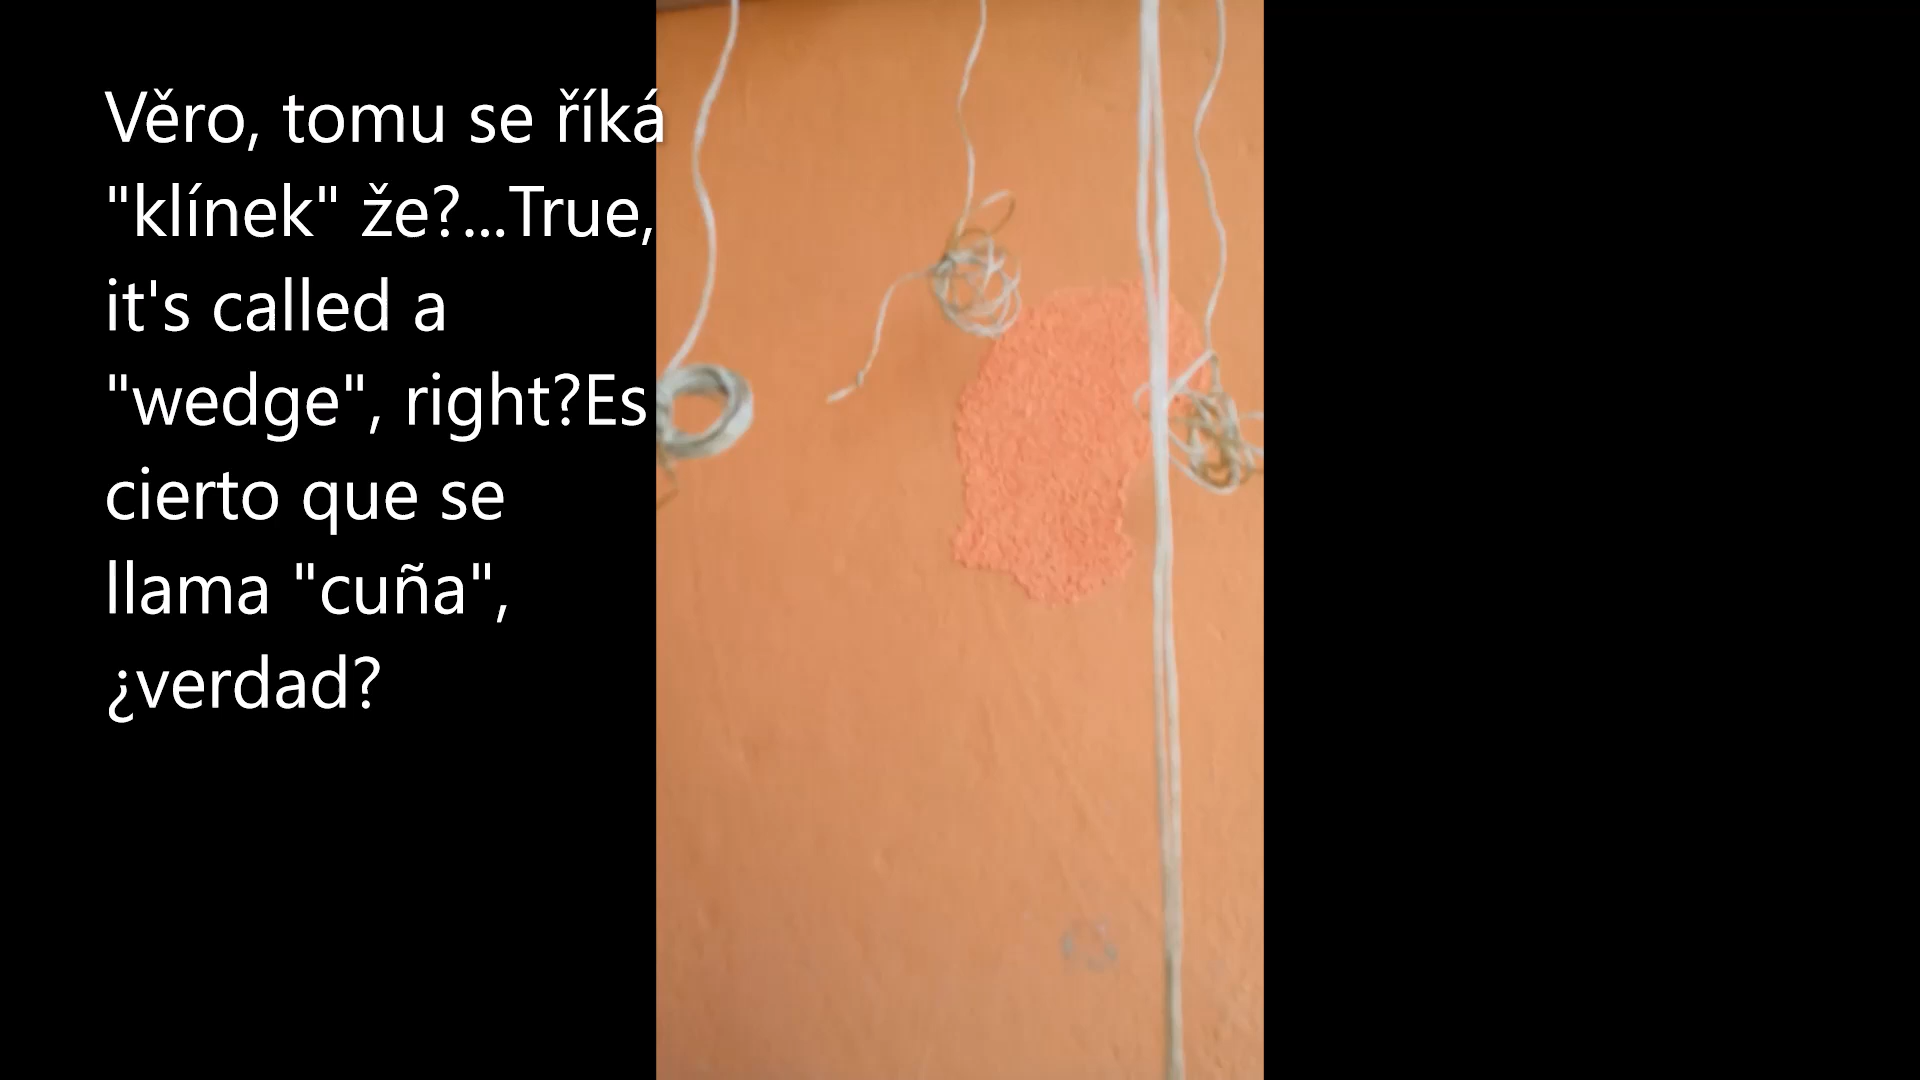 Věro, tomu se říká
"klínek" že?...True,
it's called a
"wedge", right?Es
cierto que se
llama "cuña",
¿verdad?